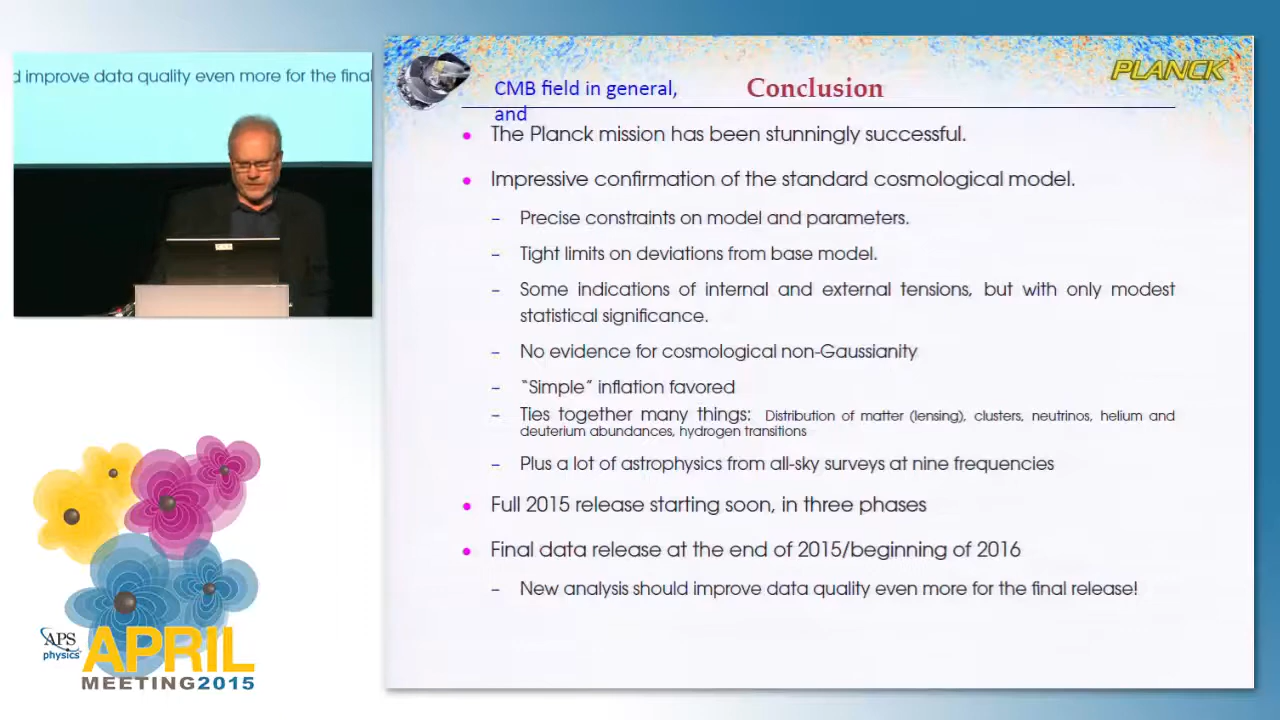 d improve data quality even more for the final
PLANCK
CMB field in general,
and
Conclusion
• The Planck mission has been stunningly successful.
• Impressive confirmation of the standard cosmological model.
– Precise constraints on model and parameters.
– Tight limits on deviations from base model.
– Some indications of internal and external tensions, but with only modest
statistical significance.
– No evidence for cosmological non-Gaussianity
– “Simple” inflation favored
– Ties together many things: Distribution of matter (lensing), clusters, neutrinos, helium and
deuterium abundances, hydrogen transitions
– Plus a lot of astrophysics from all-sky surveys at nine frequencies
• Full 2015 release starting soon, in three phases
• Final data release at the end of 2015/beginning of 2016
– New analysis should improve data quality even more for the final release!
APS
physics
APRIL
MEETING2015